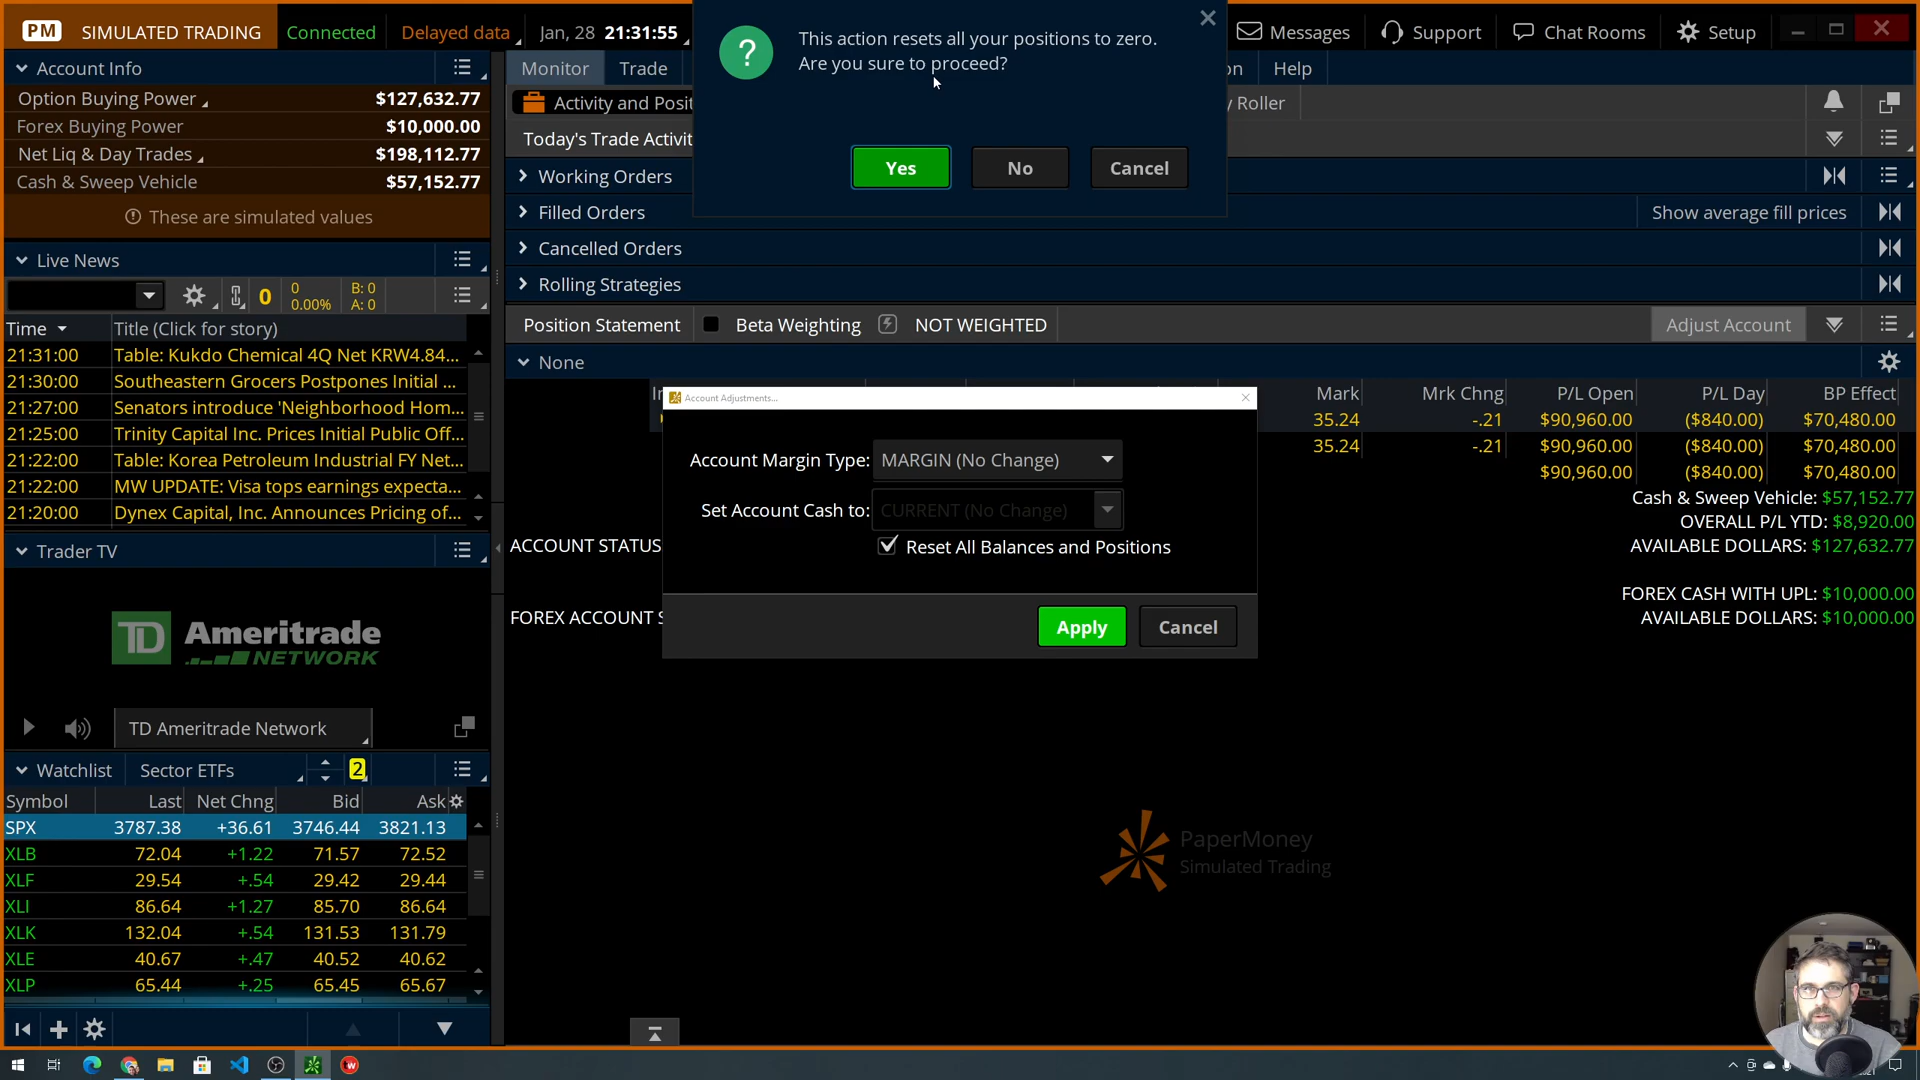 PM SIMULATED TRADING Connected Delayed data Jan, 28 21:31:55
Messages Support Chat Rooms Setup
This action resets all your positions to zero.
Are you sure to proceed?
Yes No Cancel
Account Info
Option Buying Power $127,632.77
Forex Buying Power $10,000.00
Net Liq & Day Trades $198,112.77
Cash & Sweep Vehicle $57,152.77
These are simulated values
Monitor Trade Help
Activity and Posit
Roller
Today's Trade Activit
Working Orders
Filled Orders
Show average fill prices
Cancelled Orders
Rolling Strategies
Position Statement Beta Weighting NOT WEIGHTED Adjust Account
None
Mark Mrk Chng P/L Open P/L Day BP Effect
35.24 -.21 $90,960.00 ($840.00) $70,480.00
35.24 -.21 $90,960.00 ($840.00) $70,480.00
$90,960.00 ($840.00) $70,480.00
Cash & Sweep Vehicle: $57,152.77
OVERALL P/L YTD: $8,920.00
ACCOUNT STATUS AVAILABLE DOLLARS: $127,632.77
FOREX CASH WITH UPL: $10,000.00
FOREX ACCOUNT S AVAILABLE DOLLARS: $10,000.00
Account Adjustments...
Account Margin Type: MARGIN (No Change)
Set Account Cash to: CURRENT (No Change)
Reset All Balances and Positions
Apply Cancel
Live News
0 0 B: 0
0.00% A: 0
Time Title (Click for story)
21:31:00 Table: Kukdo Chemical 4Q Net KRW4.84...
21:30:00 Southeastern Grocers Postpones Initial ...
21:27:00 Senators introduce 'Neighborhood Hom...
21:25:00 Trinity Capital Inc. Prices Initial Public Off...
21:22:00 Table: Korea Petroleum Industrial FY Net...
21:22:00 MW UPDATE: Visa tops earnings expecta...
21:20:00 Dynex Capital, Inc. Announces Pricing of...
Trader TV
TD Ameritrade
NETWORK
TD Ameritrade Network
Watchlist Sector ETFs 2
Symbol Last Net Chng Bid Ask
SPX 3787.38 +36.61 3746.44 3821.13
XLB 72.04 +1.22 71.57 72.52
XLF 29.54 +.54 29.42 29.44
XLI 86.64 +1.27 85.70 86.64
XLK 132.04 +.54 131.53 131.79
XLE 40.67 +.47 40.52 40.62
XLP 65.44 +.25 65.45 65.67
PaperMoney
Simulated Trading